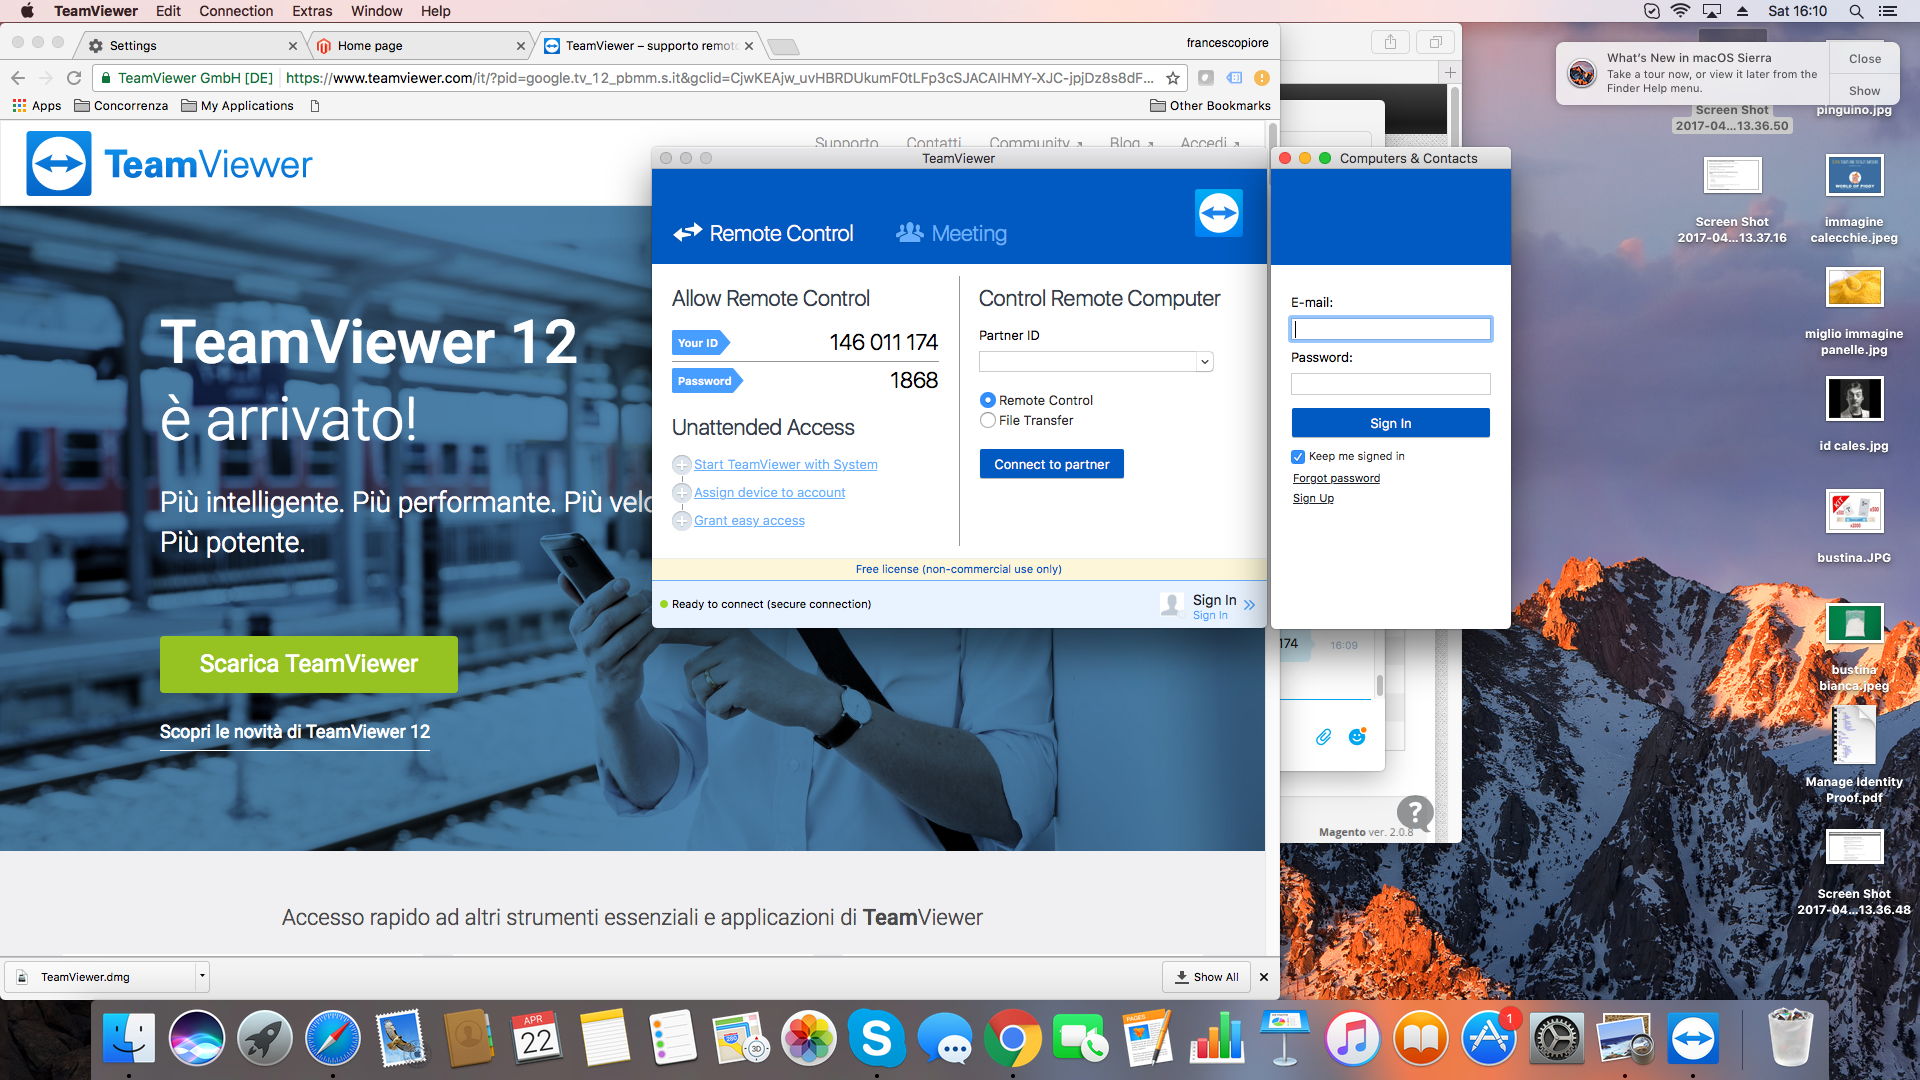 TeamViewer Edit Connection Extras Window Help
Sat 16:10
Settings
Home page
TeamViewer – supporto remot
francescopiore
TeamViewer GmbH [DE]
https://www.teamviewer.com/it/?pid=google.tv_12_pbmm.s.it&gclid=CjwKEAjw_uvHBRDUkumF0tLFp3cSJACAIHMY-XJC-jpjDz8s8dF...
Apps
Concorrenza
My Applications
Other Bookmarks
TeamViewer
Supporto Contatti Community Blog Accedi
TeamViewer 12
è arrivato!
Più intelligente. Più performante. Più velo
Più potente.
Scarica TeamViewer
Scopri le novità di TeamViewer 12
Accesso rapido ad altri strumenti essenziali e applicazioni di TeamViewer
TeamViewer.dmg
Show All
TeamViewer
Remote Control
Meeting
Allow Remote Control
Your ID
146 011 174
Password
1868
Unattended Access
Start TeamViewer with System
Assign device to account
Grant easy access
Control Remote Computer
Partner ID
Remote Control
File Transfer
Connect to partner
Free license (non-commercial use only)
Ready to connect (secure connection)
Sign In
Sign In
Computers & Contacts
E-mail:
Password:
Sign In
Keep me signed in
Forgot password
Sign Up
174
16:09
?
Magento ver. 2.0.8
What's New in macOS Sierra
Take a tour now, or view it later from the
Finder Help menu.
Close
Show
Screen Shot
2017-04...13.36.50
pinguino.jpg
Screen Shot
2017-04...13.37.16
WORLD OF PIGGY
immagine
calecchie.jpeg
miglio immagine
panelle.jpg
id cales.jpg
KIT
bustina.JPG
bustina
bianca.jpeg
Manage Identity
Proof.pdf
Screen Shot
2017-04...13.36.48
APR
22
280
3D
S
PAGES
1